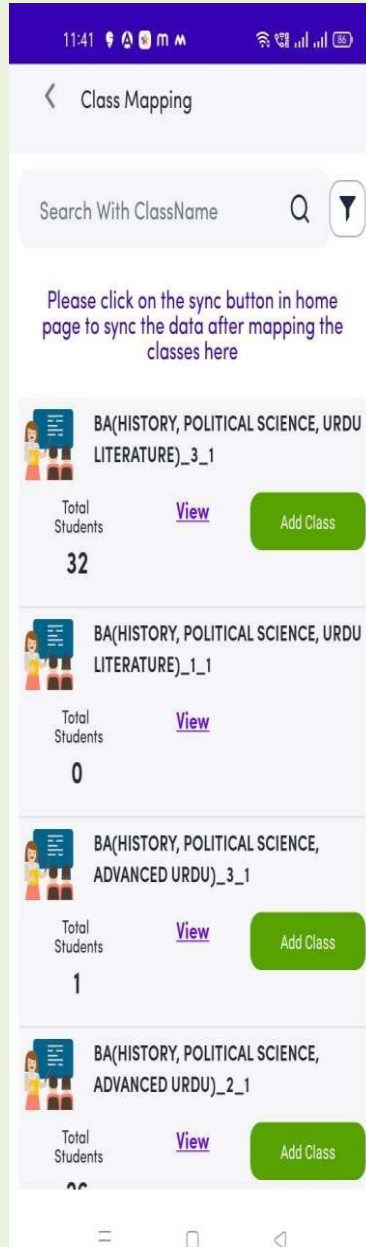 11:41 86
Class Mapping
Search With ClassName
Please click on the sync button in home
page to sync the data after mapping the
classes here
BA(HISTORY, POLITICAL SCIENCE, URDU
LITERATURE)_3_1
Total
Students
View
Add Class
32
BA(HISTORY, POLITICAL SCIENCE, URDU
LITERATURE)_1_1
Total
Students
View
0
BA(HISTORY, POLITICAL SCIENCE,
ADVANCED URDU)_3_1
Total
Students
View
Add Class
1
BA(HISTORY, POLITICAL SCIENCE,
ADVANCED URDU)_2_1
Total
Students
View
Add Class